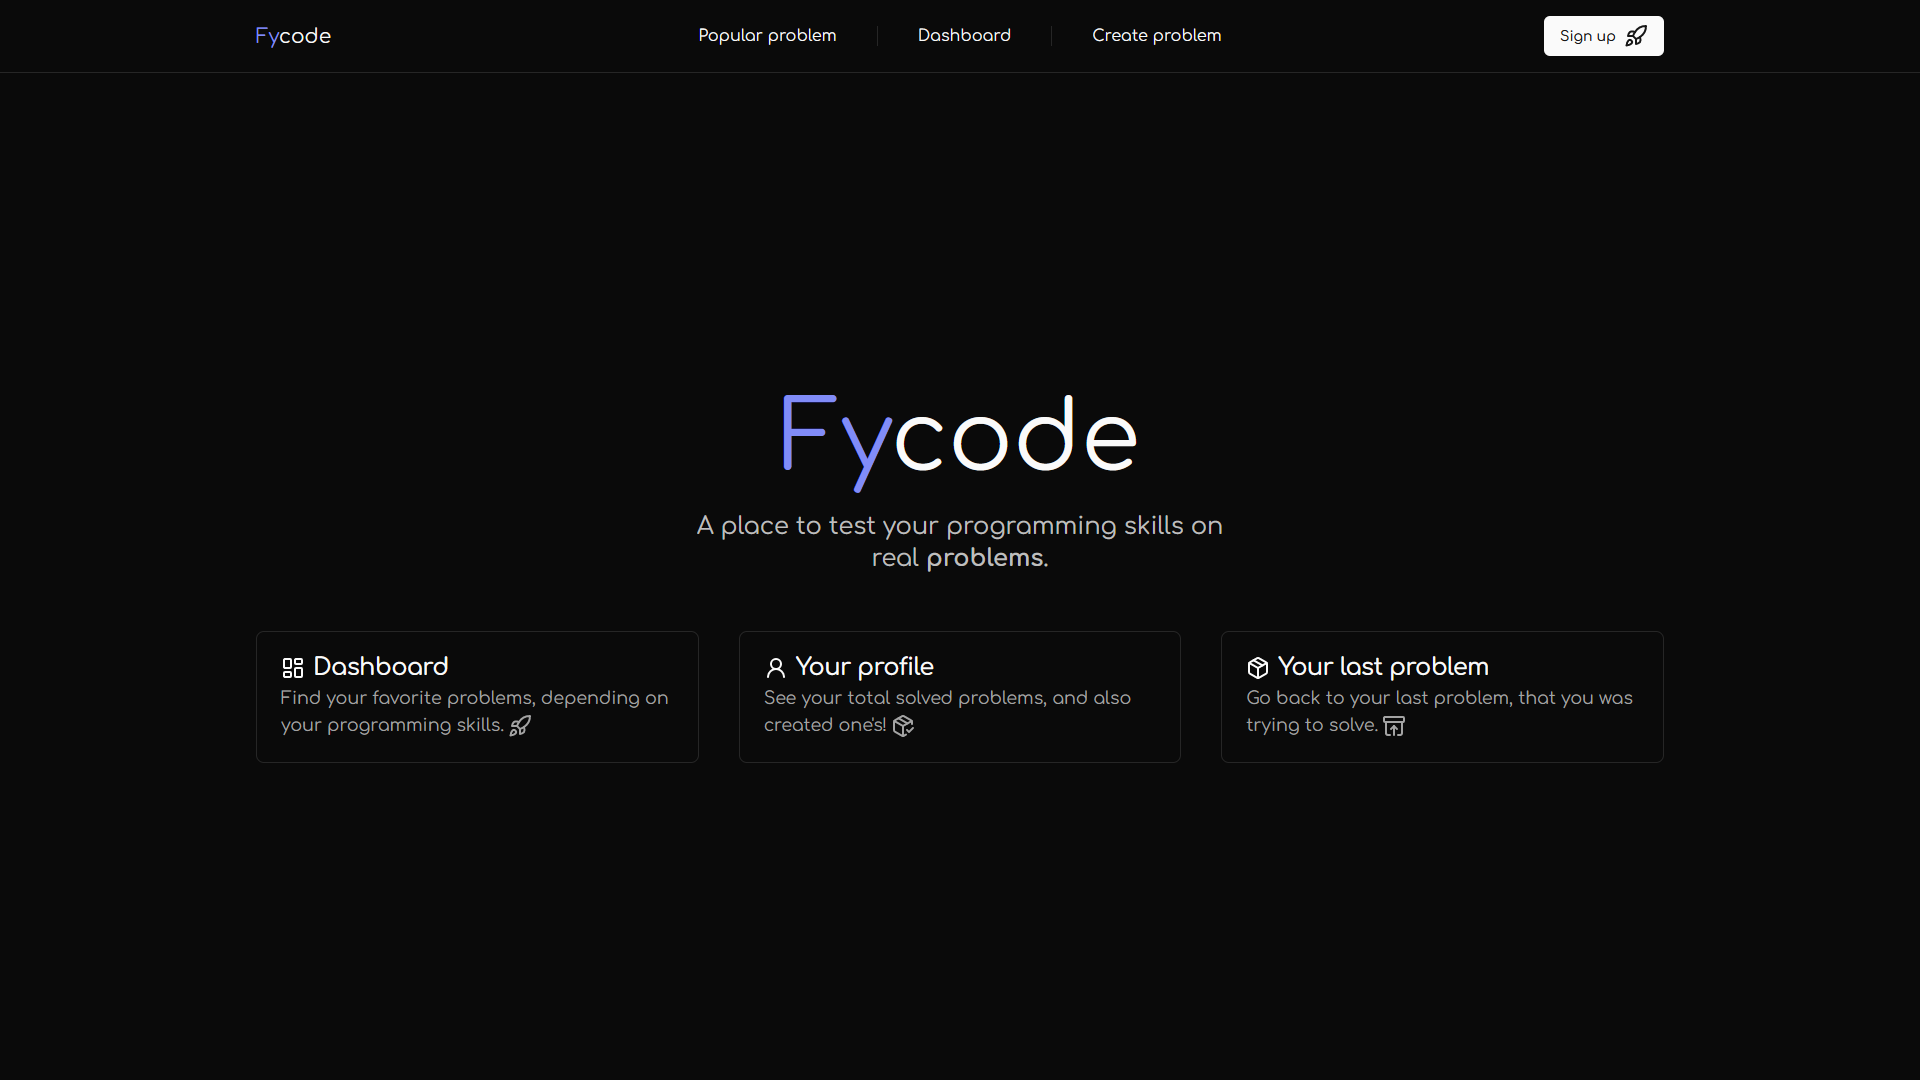 Fycode
Popular problem
Dashboard
Create problem
Sign up
Fycode
A place to test your programming skills on
real problems.
Dashboard
Find your favorite problems, depending on
your programming skills.
Your profile
See your total solved problems, and also
created one's!
Your last problem
Go back to your last problem, that you was
trying to solve.